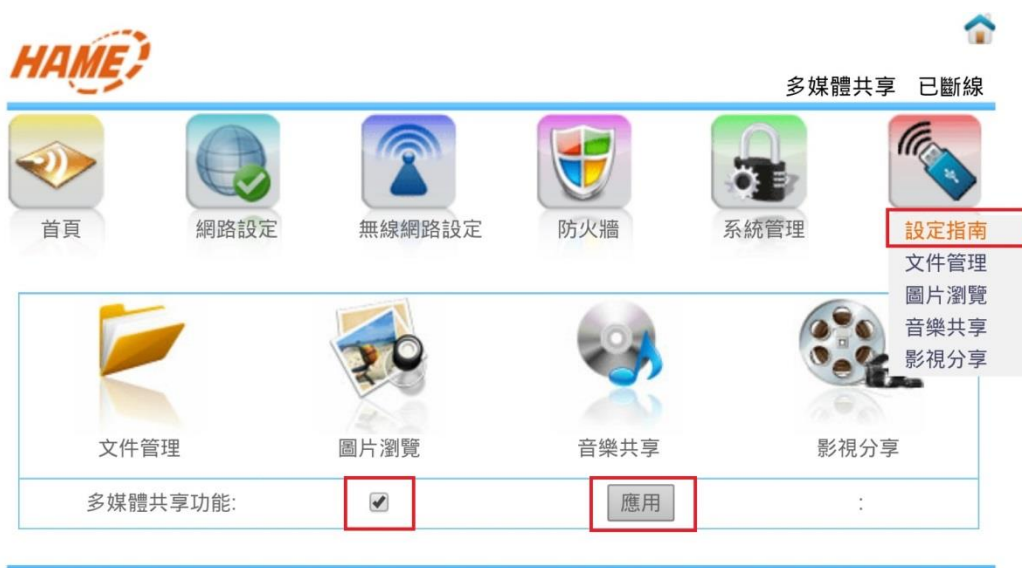 HAME
多媒體共享 已斷線
首頁 網路設定 無線網路設定 防火牆 系統管理
設定指南
文件管理
圖片瀏覽
音樂共享
影視分享
文件管理 圖片瀏覽 音樂共享 影視分享
多媒體共享功能: 應用 :